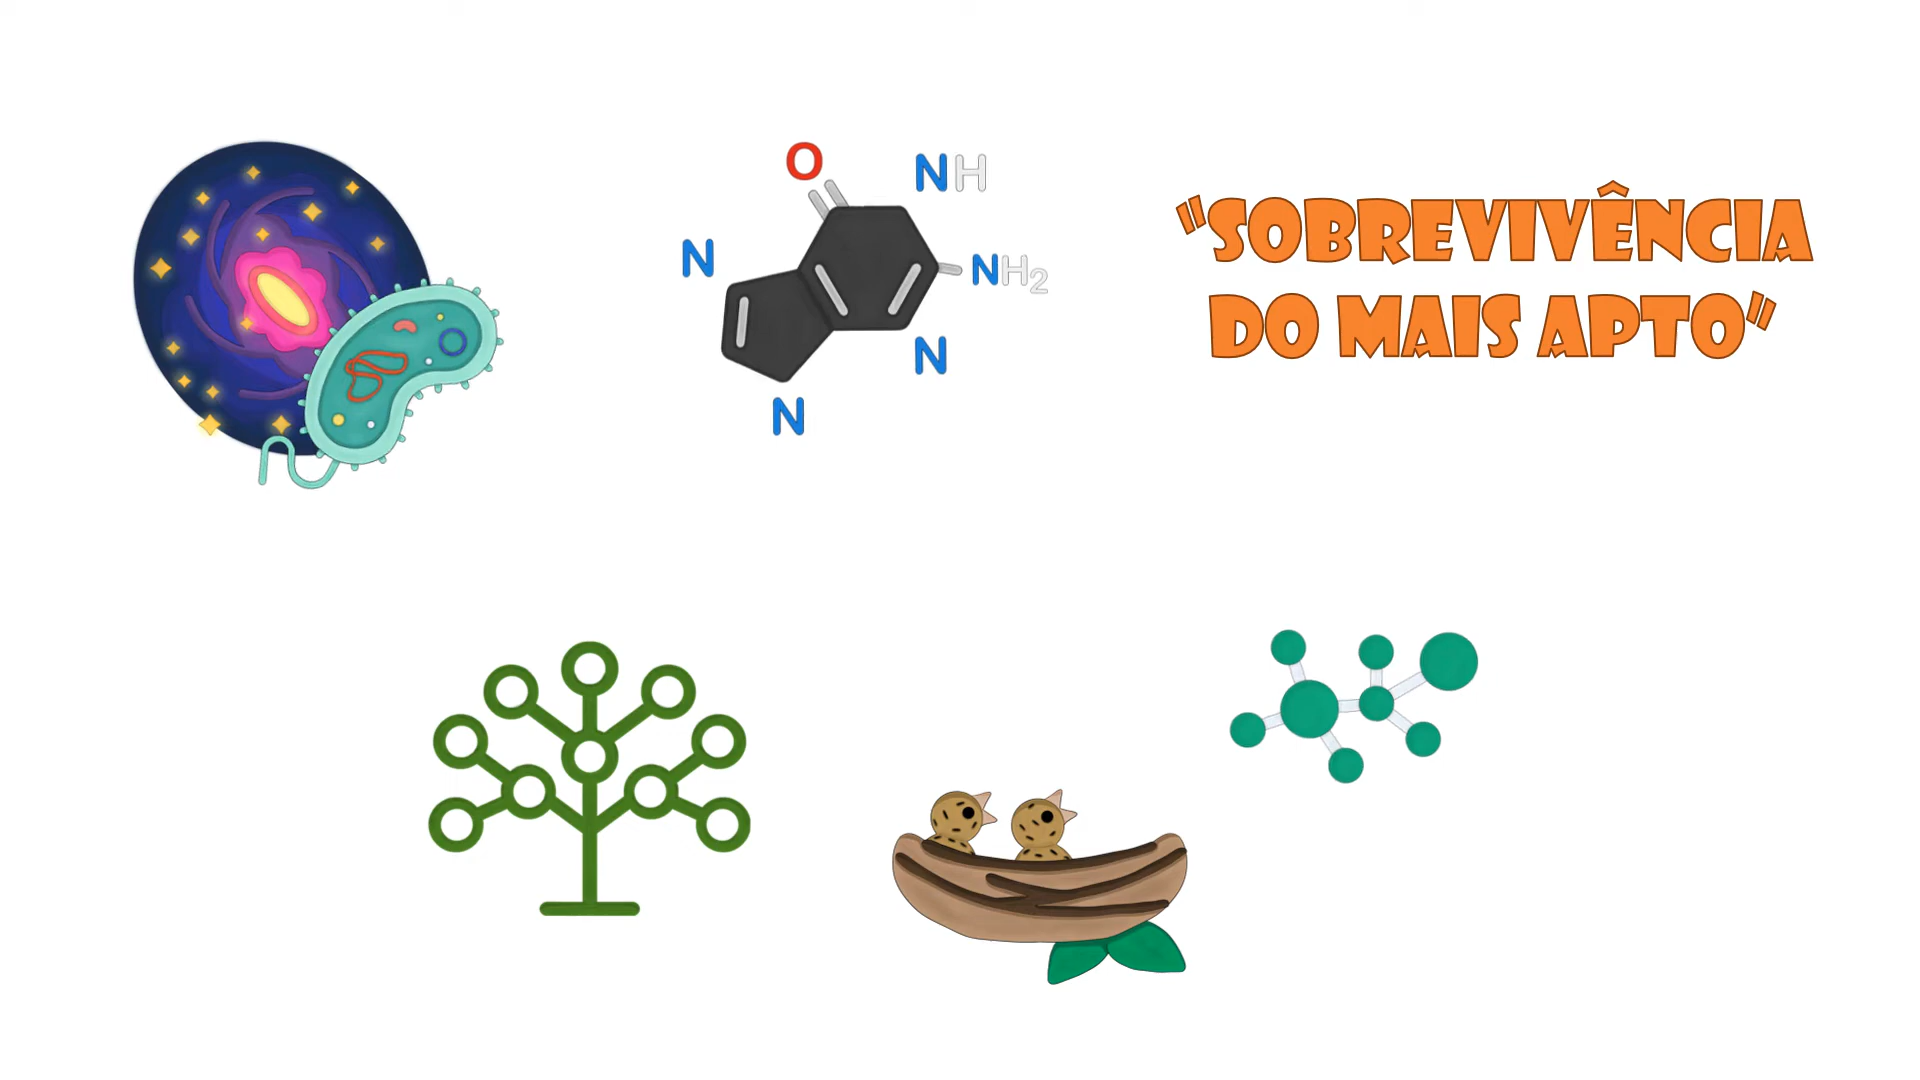 O
NH
N
NH₂
N
N
“SOBREVIVÊNCIA
DO MAIS APTO”